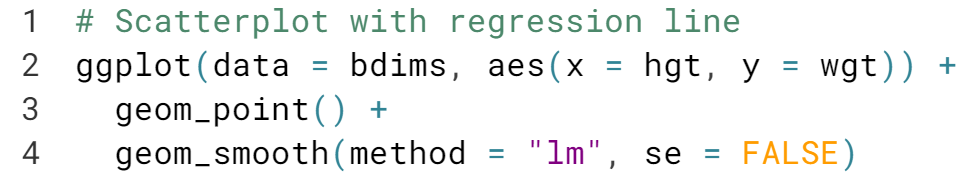 1 # Scatterplot with regression line
2 ggplot(data = bdims, aes(x = hgt, y = wgt)) +
3   geom_point() +
4   geom_smooth(method = "lm", se = FALSE)